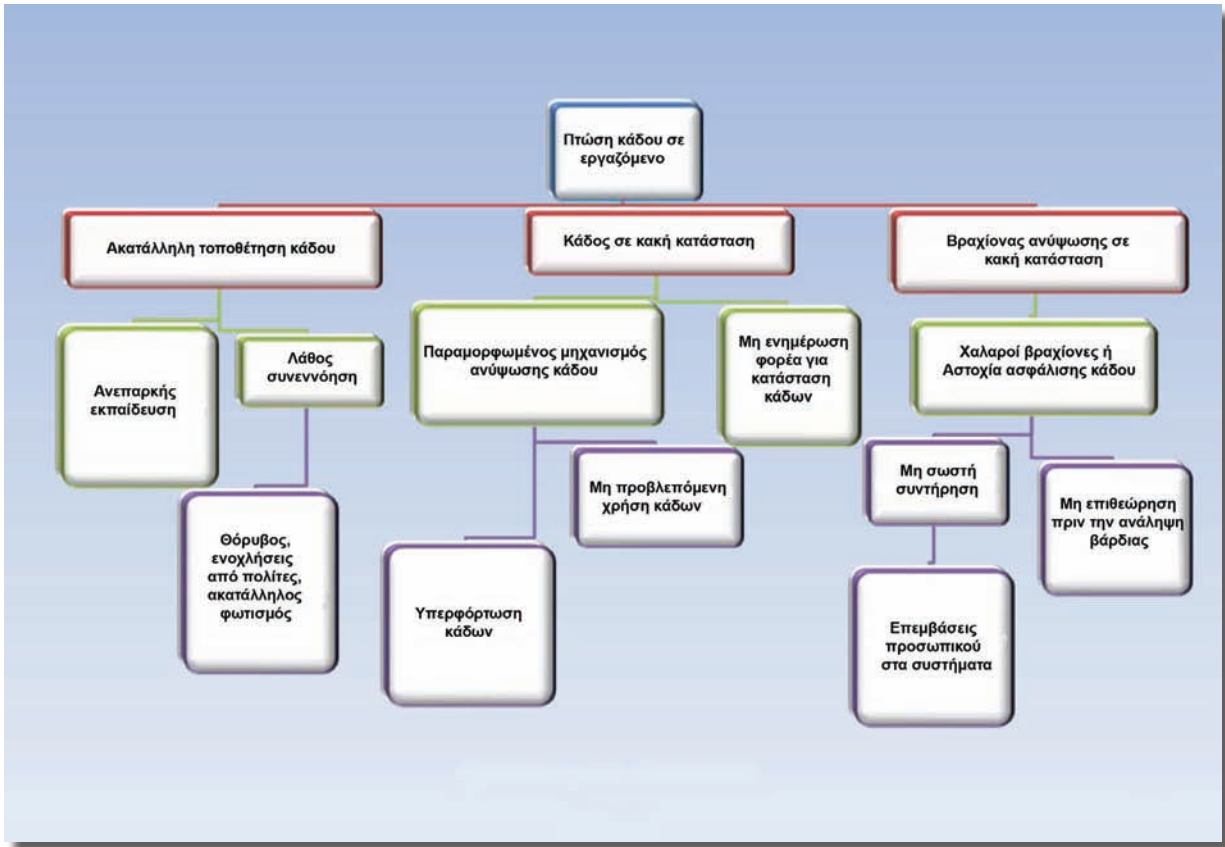 Πτώση κάδου σε
εργαζόμενο
Ακατάλληλη τοποθέτηση κάδου
Κάδος σε κακή κατάσταση
Βραχίονας ανύψωσης σε
κακή κατάσταση
Ανεπαρκής
εκπαίδευση
Λάθος
συνεννόηση
Παραμορφωμένος μηχανισμός
ανύψωσης κάδου
Μη ενημέρωση
φορέα για
κατάσταση
κάδων
Χαλαροί βραχίονες ή
Αστοχία ασφάλισης κάδου
Θόρυβος,
ενοχλήσεις
από πολίτες,
ακατάλληλος
φωτισμός
Υπερφόρτωση
κάδων
Μη προβλεπόμενη
χρήση κάδων
Μη σωστή
συντήρηση
Μη επιθεώρηση
πριν την ανάληψη
βάρδιας
Επεμβάσεις
προσωπικού
στα συστήματα